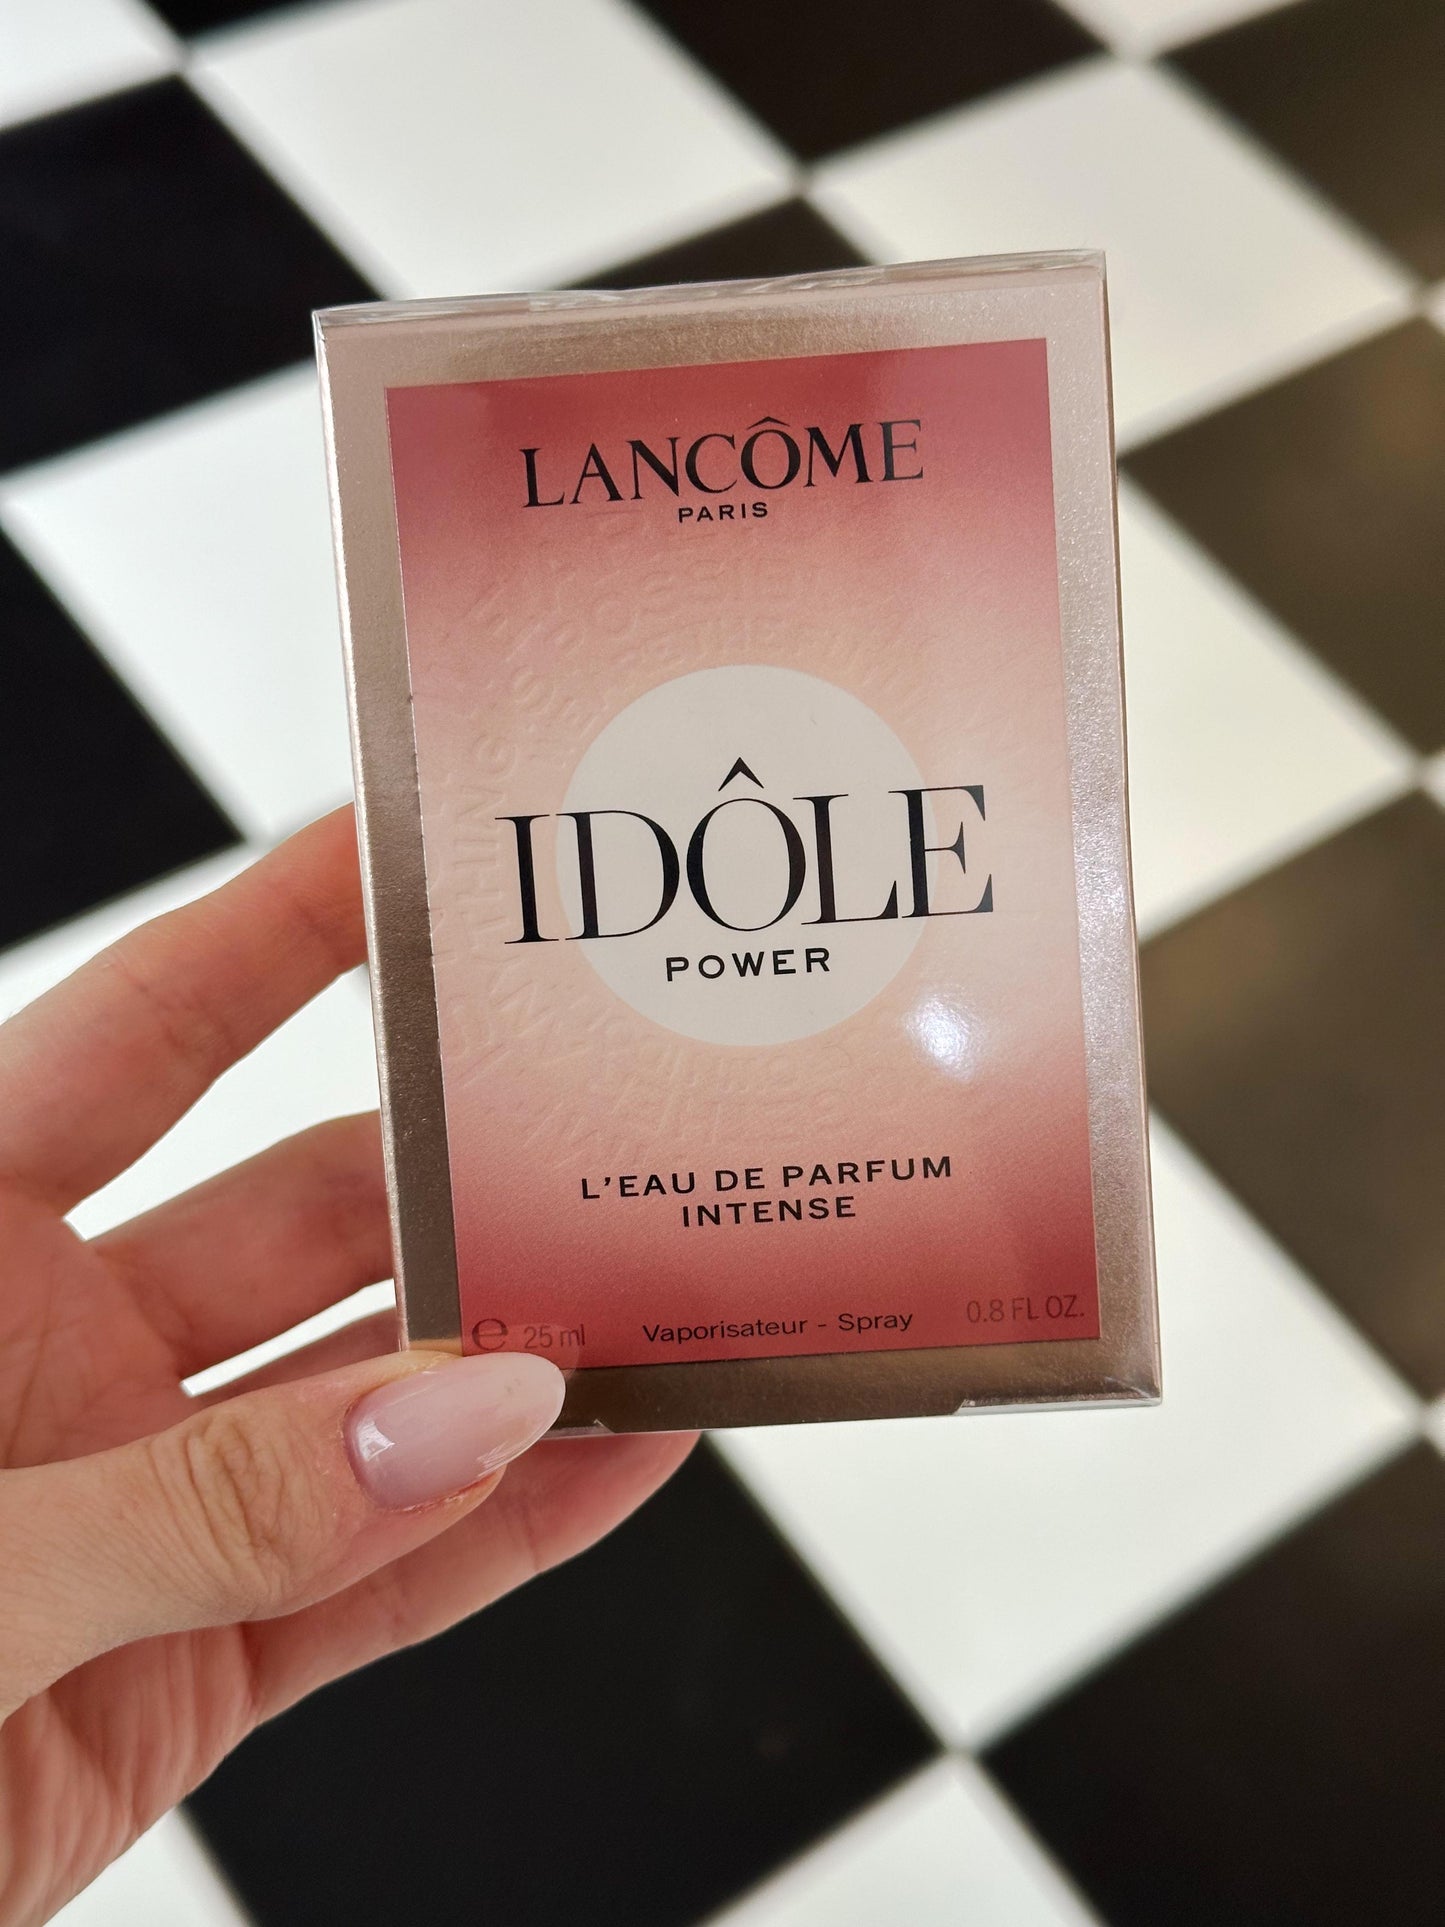 LANCÔME
PARIS
IDÔLE
POWER
L'EAU DE PARFUM
INTENSE
℮ 25 ml Vaporisateur - Spray 0.8 FL OZ.